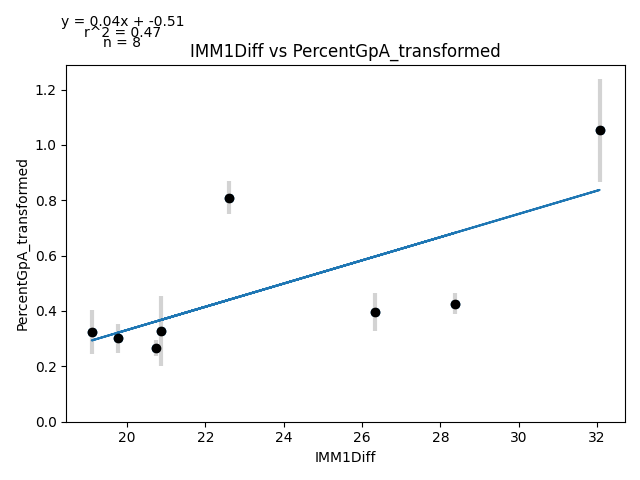 y = 0.04x + -0.51
r^2 = 0.47
n = 8
IMM1Diff vs PercentGpA_transformed
PercentGpA_transformed
1.2
1.0
0.8
0.6
0.4
0.2
0.0
20 22 24 26 28 30 32
IMM1Diff